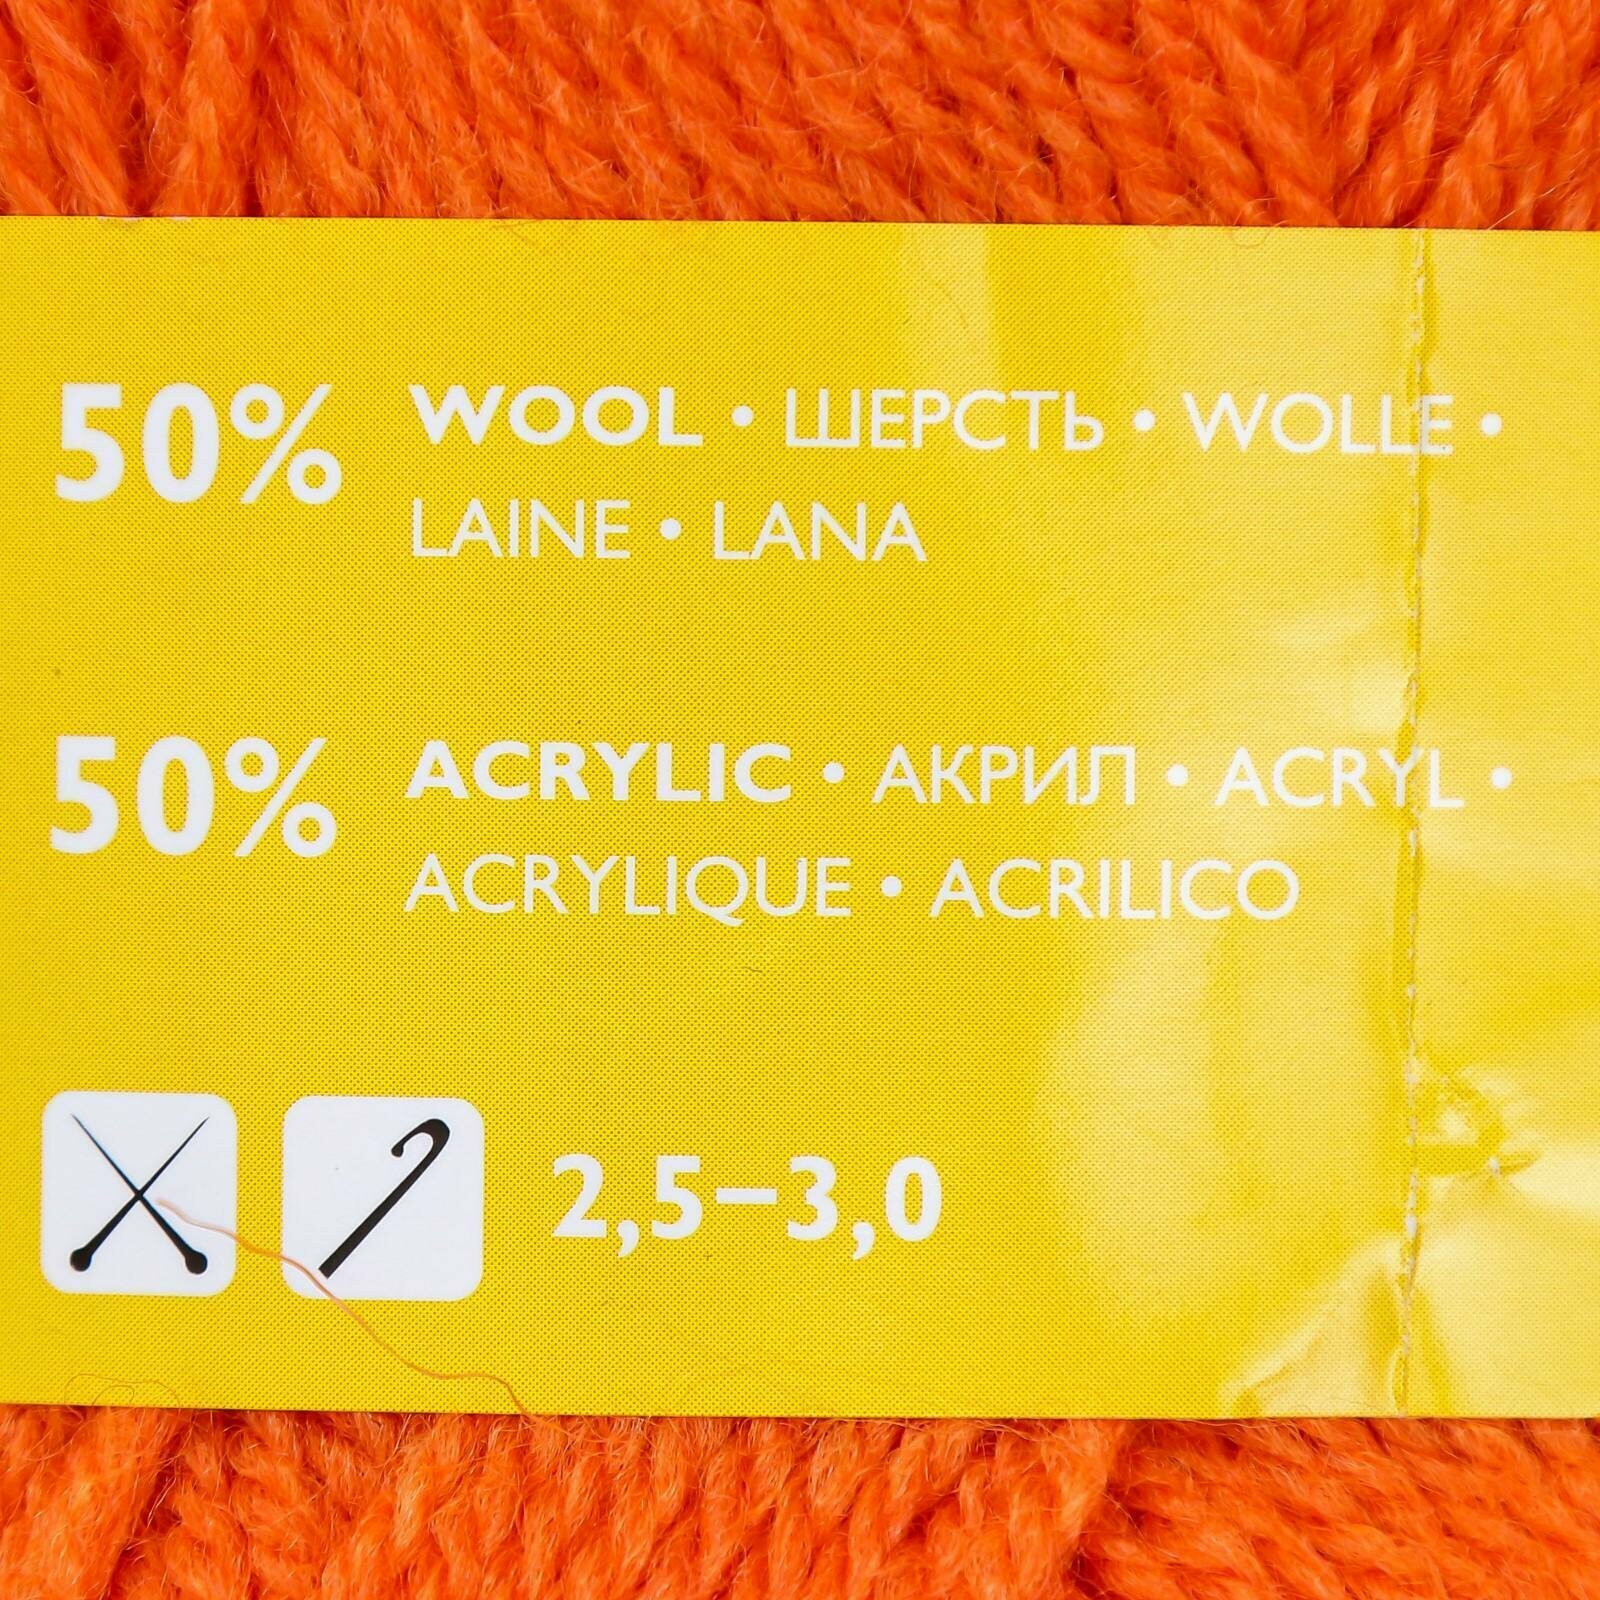 50% WOOL • ШЕРСТЬ • WOLLE •
LAINE • LANA
50% ACRYLIC • АКРИЛ • ACRYL •
ACRYLIQUE • ACRILICO
2,5–3,0